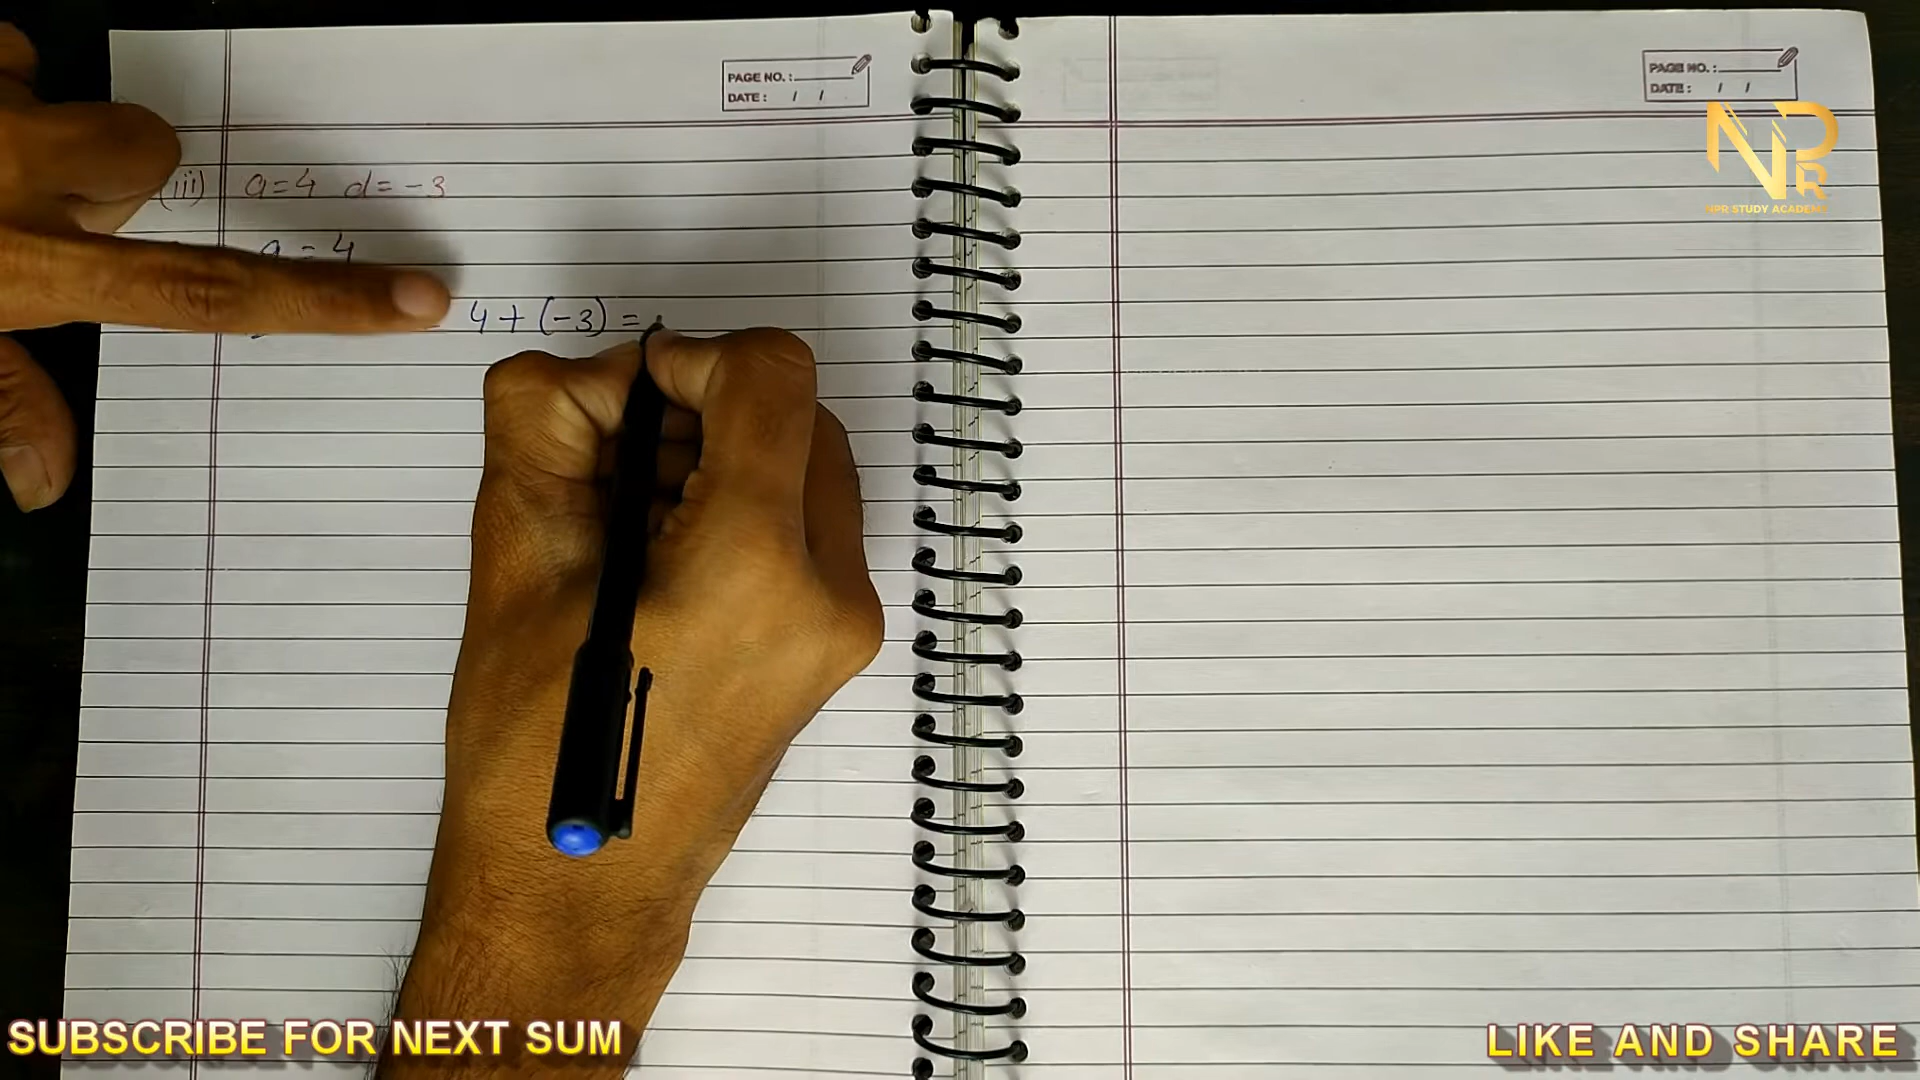 PAGE NO. :
DATE : / /
(iii) a = 4 d = -3
a = 4
4 + (-3) =
PAGE NO. :
DATE : / /
NPR
NPR STUDY ACADEMY
SUBSCRIBE FOR NEXT SUM
LIKE AND SHARE